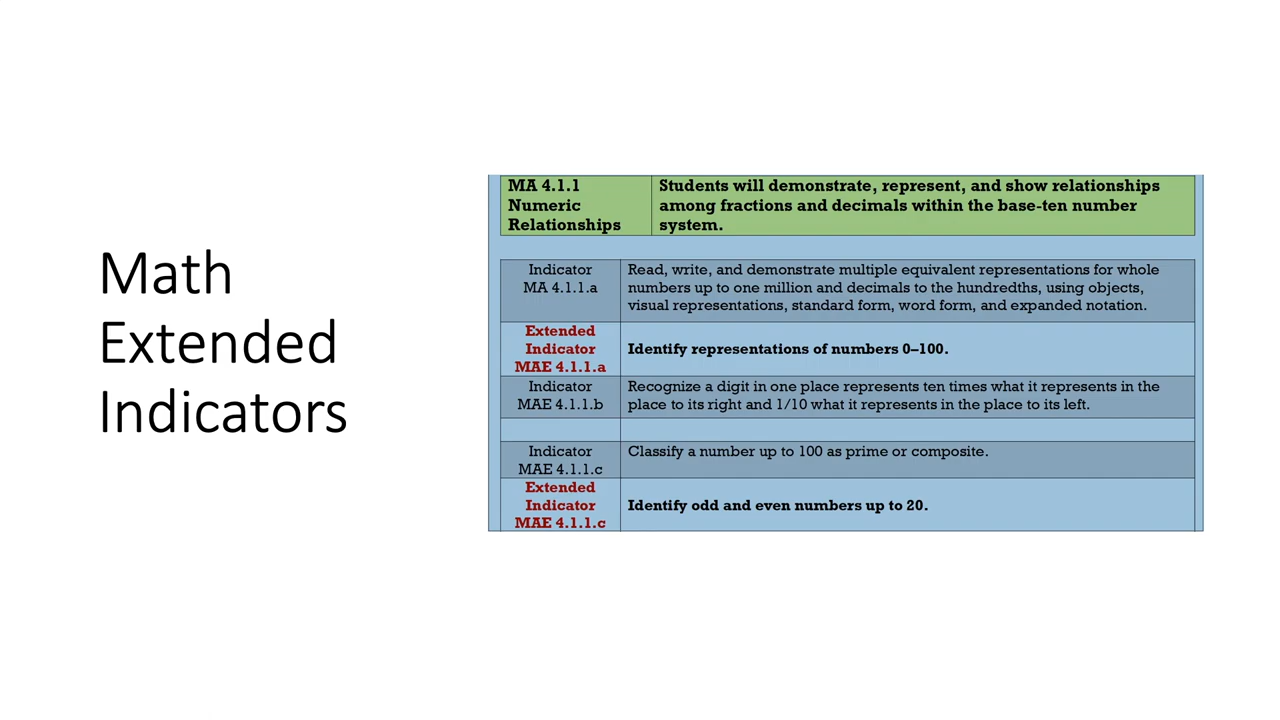 Math
Extended
Indicators
MA 4.1.1
Numeric
Relationships
Students will demonstrate, represent, and show relationships
among fractions and decimals within the base-ten number
system.
Indicator
MA 4.1.1.a
Read, write, and demonstrate multiple equivalent representations for whole
numbers up to one million and decimals to the hundredths, using objects,
visual representations, standard form, word form, and expanded notation.
Extended
Indicator
MAE 4.1.1.a
Identify representations of numbers 0–100.
Indicator
MAE 4.1.1.b
Recognize a digit in one place represents ten times what it represents in the
place to its right and 1/10 what it represents in the place to its left.
Indicator
MAE 4.1.1.c
Classify a number up to 100 as prime or composite.
Extended
Indicator
MAE 4.1.1.c
Identify odd and even numbers up to 20.